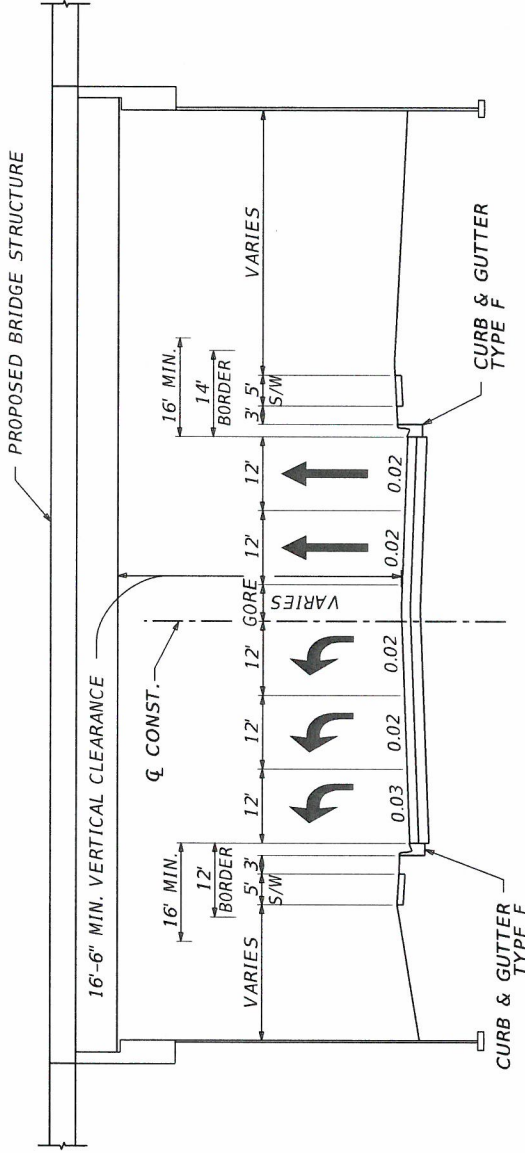 PROPOSED BRIDGE STRUCTURE
16'-6" MIN. VERTICAL CLEARANCE
℄ CONST.
16' MIN.
12'
BORDER
16' MIN.
14'
BORDER
VARIES
5'
3'
S/W
12'
12'
12'
GORE
VARIES
12'
12'
3'
5'
S/W
VARIES
0.03
0.02
0.02
0.02
0.02
CURB & GUTTER
TYPE F
CURB & GUTTER
TYPE F